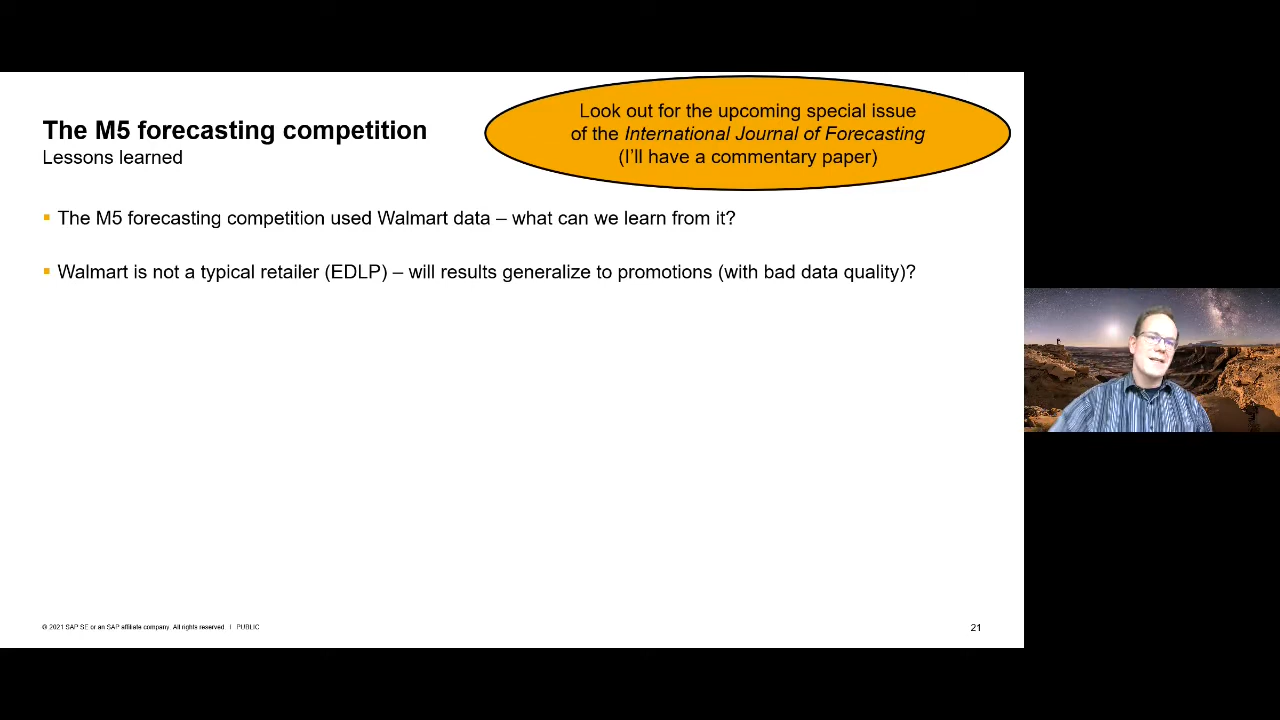 The M5 forecasting competition
Lessons learned
Look out for the upcoming special issue
of the International Journal of Forecasting
(I'll have a commentary paper)
▪ The M5 forecasting competition used Walmart data – what can we learn from it?
▪ Walmart is not a typical retailer (EDLP) – will results generalize to promotions (with bad data quality)?
© 2021 SAP SE or an SAP affiliate company. All rights reserved. I PUBLIC
21